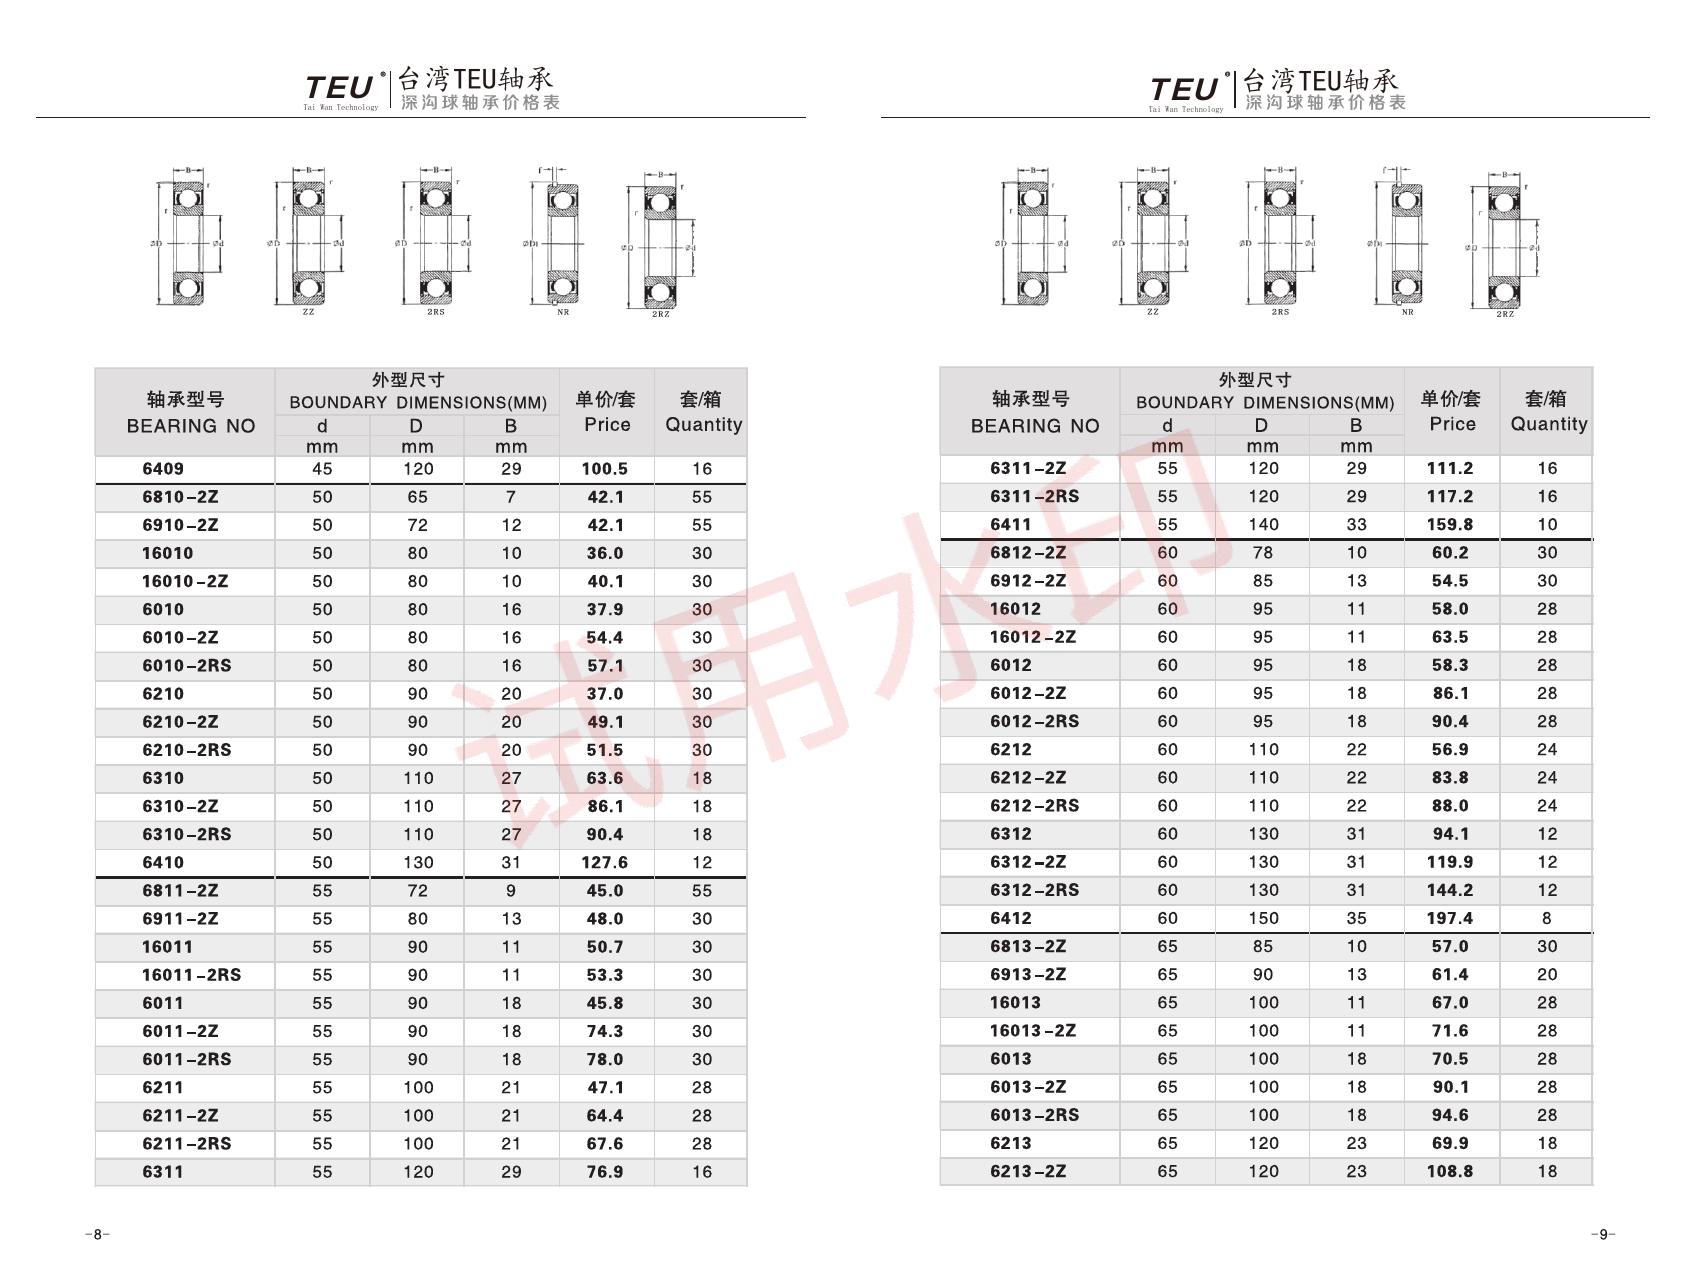 TEU®
Tai Wan Technology
台湾TEU轴承
深沟球轴承价格表
B r r ØD Ød
B r r ØD Ød ZZ
B r r ØD Ød 2RS
f ØD1 NR
B r r ØD Ød 2RZ
轴承型号 外型尺寸 单价/套 套/箱
BEARING NO BOUNDARY DIMENSIONS(MM) Price Quantity
d D B
mm mm mm
6409 45 120 29 100.5 16
6810-2Z 50 65 7 42.1 55
6910-2Z 50 72 12 42.1 55
16010 50 80 10 36.0 30
16010-2Z 50 80 10 40.1 30
6010 50 80 16 37.9 30
6010-2Z 50 80 16 54.4 30
6010-2RS 50 80 16 57.1 30
6210 50 90 20 37.0 30
6210-2Z 50 90 20 49.1 30
6210-2RS 50 90 20 51.5 30
6310 50 110 27 63.6 18
6310-2Z 50 110 27 86.1 18
6310-2RS 50 110 27 90.4 18
6410 50 130 31 127.6 12
6811-2Z 55 72 9 45.0 55
6911-2Z 55 80 13 48.0 30
16011 55 90 11 50.7 30
16011-2RS 55 90 11 53.3 30
6011 55 90 18 45.8 30
6011-2Z 55 90 18 74.3 30
6011-2RS 55 90 18 78.0 30
6211 55 100 21 47.1 28
6211-2Z 55 100 21 64.4 28
6211-2RS 55 100 21 67.6 28
6311 55 120 29 76.9 16
-8-
TEU®
Tai Wan Technology
台湾TEU轴承
深沟球轴承价格表
B r r ØD Ød
B r r ØD Ød ZZ
B r r ØD Ød 2RS
f ØD1 NR
B r r ØD Ød 2RZ
轴承型号 外型尺寸 单价/套 套/箱
BEARING NO BOUNDARY DIMENSIONS(MM) Price Quantity
d D B
mm mm mm
6311-2Z 55 120 29 111.2 16
6311-2RS 55 120 29 117.2 16
6411 55 140 33 159.8 10
6812-2Z 60 78 10 60.2 30
6912-2Z 60 85 13 54.5 30
16012 60 95 11 58.0 28
16012-2Z 60 95 11 63.5 28
6012 60 95 18 58.3 28
6012-2Z 60 95 18 86.1 28
6012-2RS 60 95 18 90.4 28
6212 60 110 22 56.9 24
6212-2Z 60 110 22 83.8 24
6212-2RS 60 110 22 88.0 24
6312 60 130 31 94.1 12
6312-2Z 60 130 31 119.9 12
6312-2RS 60 130 31 144.2 12
6412 60 150 35 197.4 8
6813-2Z 65 85 10 57.0 30
6913-2Z 65 90 13 61.4 20
16013 65 100 11 67.0 28
16013-2Z 65 100 11 71.6 28
6013 65 100 18 70.5 28
6013-2Z 65 100 18 90.1 28
6013-2RS 65 100 18 94.6 28
6213 65 120 23 69.9 18
6213-2Z 65 120 23 108.8 18
-9-
试用水印